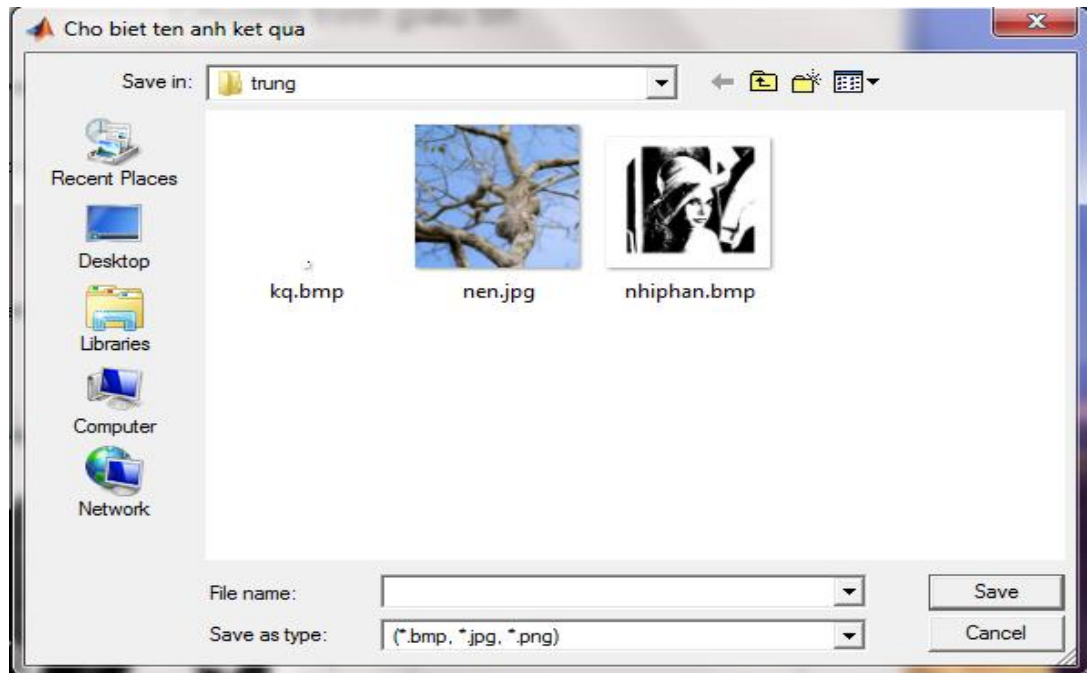 Cho biet ten anh ket qua
Save in: trung
Recent Places
Desktop
Libraries
Computer
Network
kq.bmp nen.jpg nhiphan.bmp
File name: Save
Save as type: (*.bmp, *.jpg, *.png) Cancel